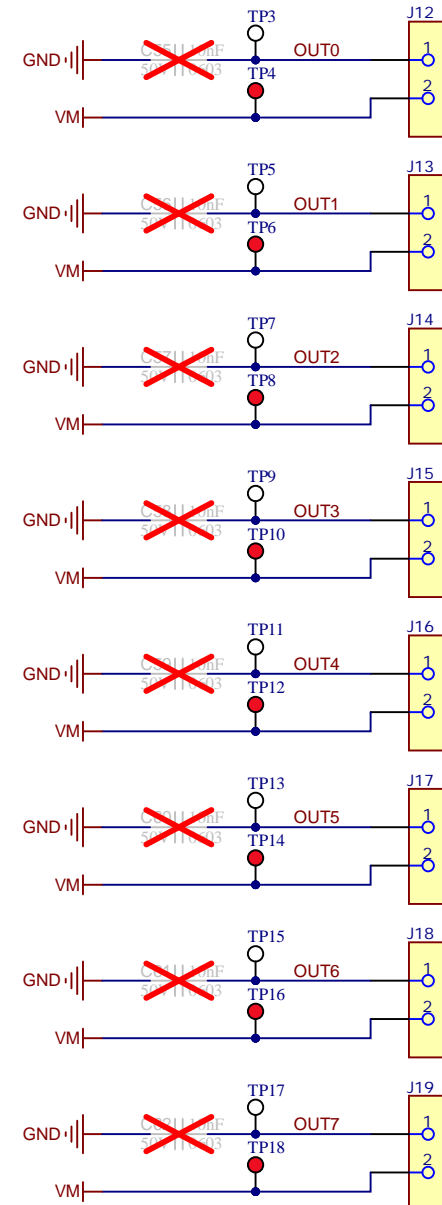 J12
TP3
OUT0
GND
1
TP4
2
VM
J13
TP5
OUT1
GND
1
TP6
2
VM
J14
TP7
OUT2
GND
1
TP8
2
VM
J15
TP9
OUT3
GND
1
TP10
2
VM
J16
TP11
OUT4
GND
1
TP12
2
VM
J17
TP13
OUT5
GND
1
TP14
2
VM
J18
TP15
OUT6
GND
1
TP16
2
VM
J19
TP17
OUT7
GND
1
TP18
2
VM